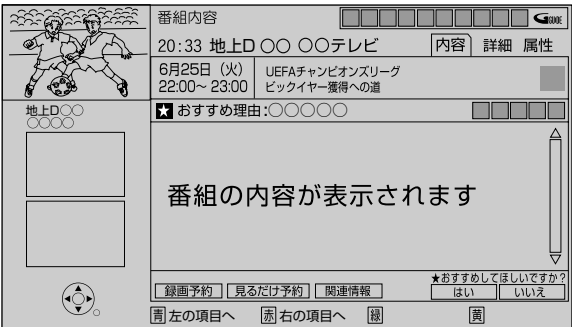 番組内容
GGUIDE
20:33 地上D ○○ ○○テレビ 内容 詳細 属性
6月25日（火） UEFAチャンピオンズリーグ
22:00～23:00 ビックイヤー獲得への道
地上D○○
○○○○
★ おすすめ理由:○○○○○
番組の内容が表示されます
★おすすめしてほしいですか?
録画予約 見るだけ予約 関連情報 はい いいえ
青 左の項目へ 赤 右の項目へ 緑 黄